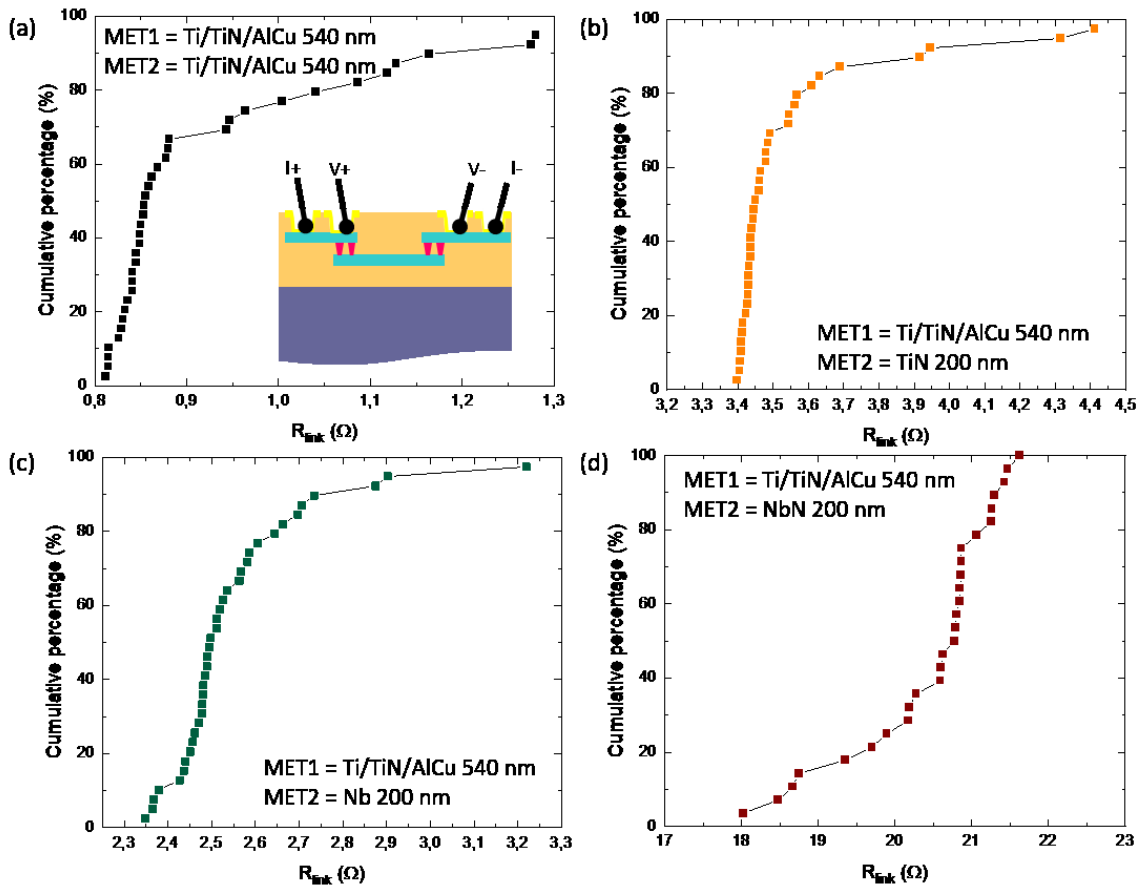 (a)
MET1 = Ti/TiN/AlCu 540 nm
MET2 = Ti/TiN/AlCu 540 nm
I+ V+ V- I-
Cumulative percentage (%)
100
80
60
40
20
0
0,8 0,9 1,0 1,1 1,2 1,3
R_link (Ω)
(b)
MET1 = Ti/TiN/AlCu 540 nm
MET2 = TiN 200 nm
Cumulative percentage (%)
100
80
60
40
20
0
3,2 3,3 3,4 3,5 3,6 3,7 3,8 3,9 4,0 4,1 4,2 4,3 4,4 4,5
R_link (Ω)
(c)
MET1 = Ti/TiN/AlCu 540 nm
MET2 = Nb 200 nm
Cumulative percentage (%)
100
80
60
40
20
0
2,3 2,4 2,5 2,6 2,7 2,8 2,9 3,0 3,1 3,2 3,3
R_link (Ω)
(d)
MET1 = Ti/TiN/AlCu 540 nm
MET2 = NbN 200 nm
Cumulative percentage (%)
100
80
60
40
20
0
17 18 19 20 21 22 23
R_link (Ω)